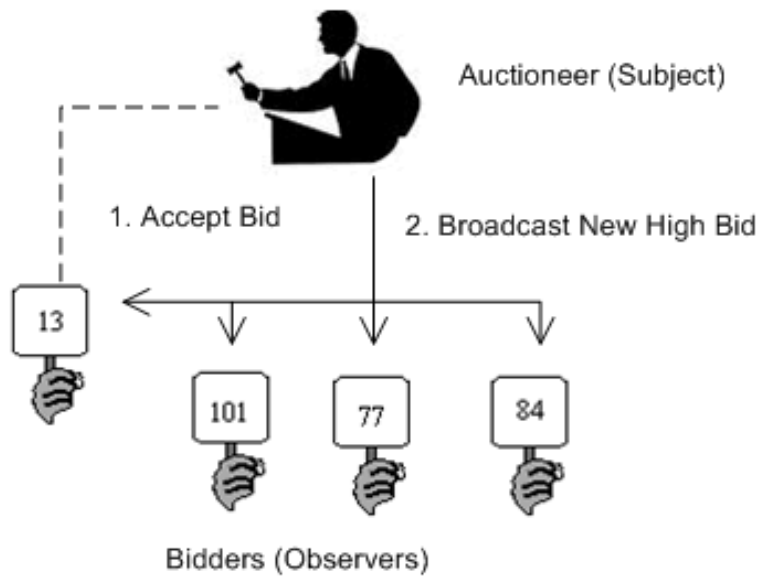 Auctioneer (Subject)
1. Accept Bid
2. Broadcast New High Bid
13
101
77
84
Bidders (Observers)